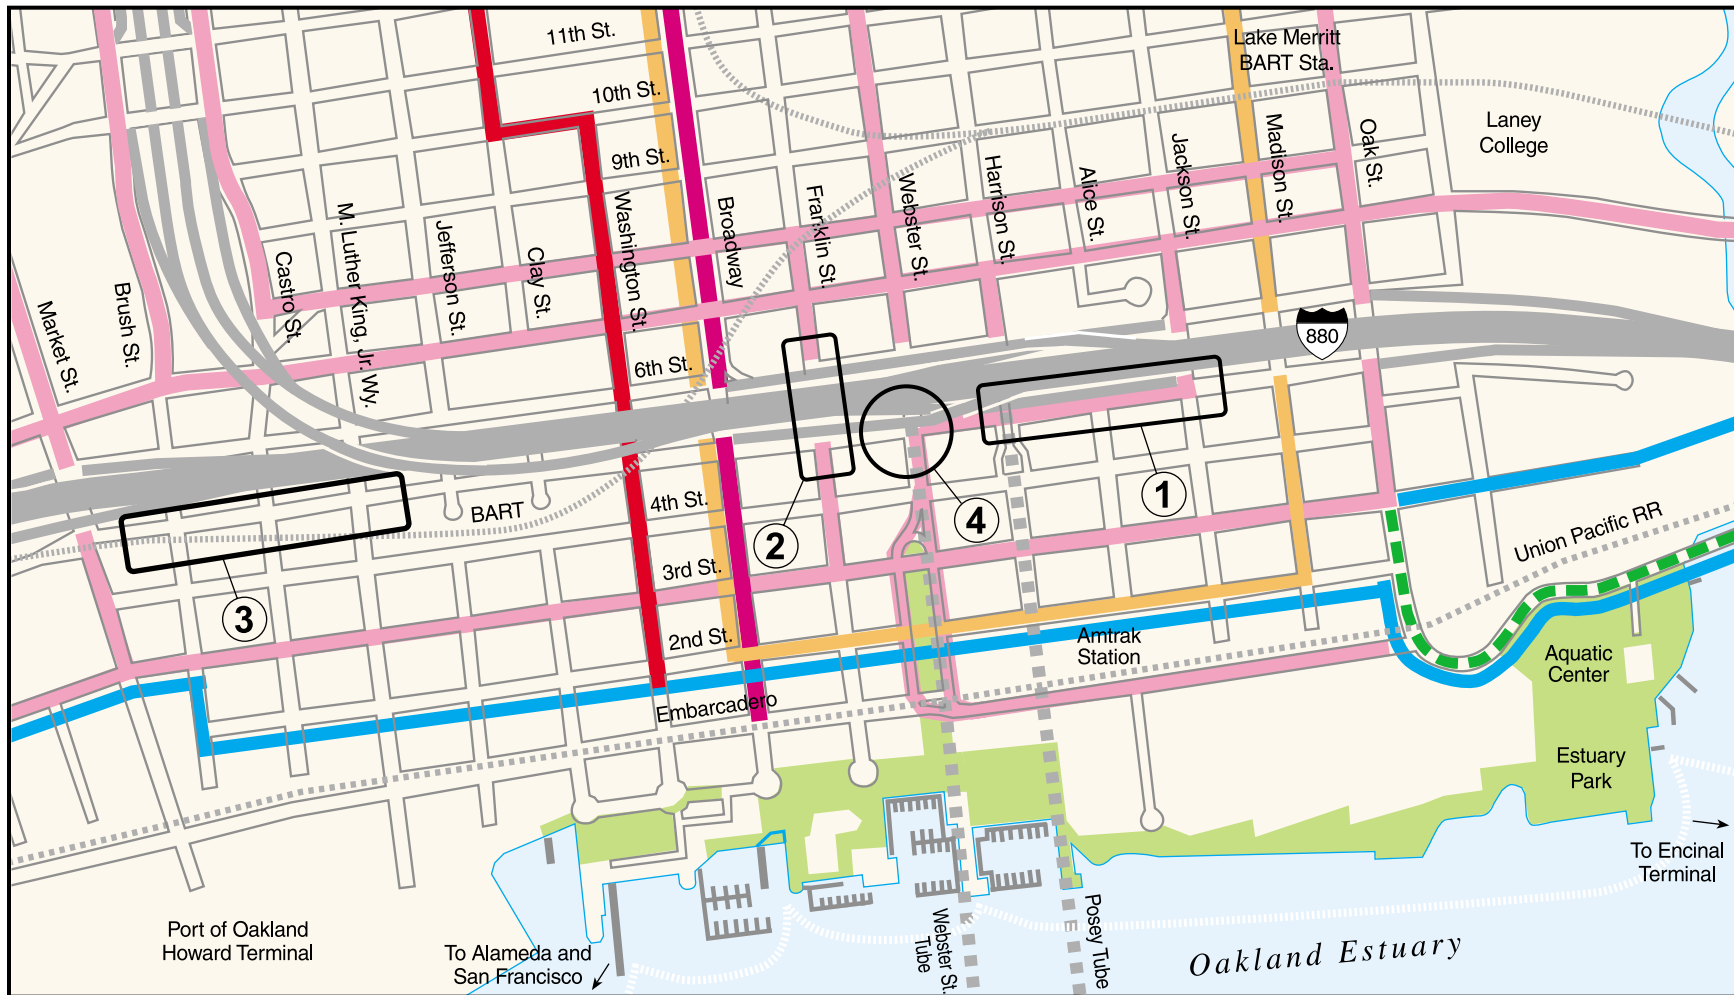 11th St.
Lake Merritt
BART Sta.
10th St.
Laney
College
9th St.
Madison St.
Oak St.
Jackson St.
Harrison St.
Alice St.
Webster St.
Franklin St.
Broadway
Washington St.
M. Luther King, Jr. Wy.
Jefferson St.
Clay St.
Castro St.
Brush St.
Market St.
880
6th St.
4th St.
BART
1
2
4
3
3rd St.
2nd St.
Union Pacific RR
Amtrak
Station
Aquatic
Center
Embarcadero
Estuary
Park
To Encinal
Terminal
Port of Oakland
Howard Terminal
To Alameda and
San Francisco
Webster St.
Tube
Posey Tube
Oakland Estuary